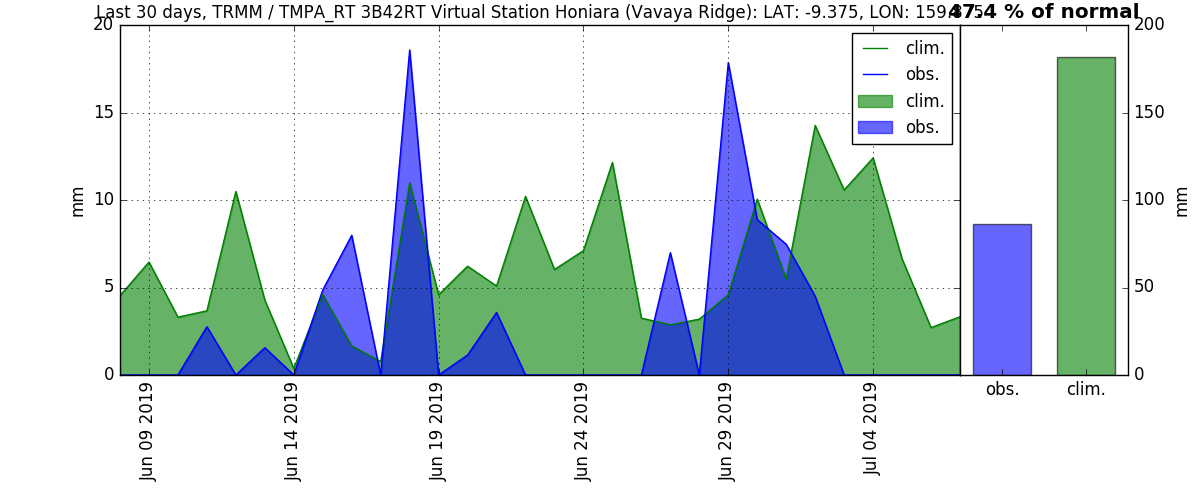 Last 30 days, TRMM / TMPA_RT 3B42RT Virtual Station Honiara (Vavaya Ridge): LAT: -9.375, LON:
47.4 % of normal
20
15
10
5
0
mm
clim.
obs.
clim.
obs.
200
150
100
50
0
mm
obs.
clim.
Jun 09 2019
Jun 14 2019
Jun 19 2019
Jun 24 2019
Jun 29 2019
Jul 04 2019